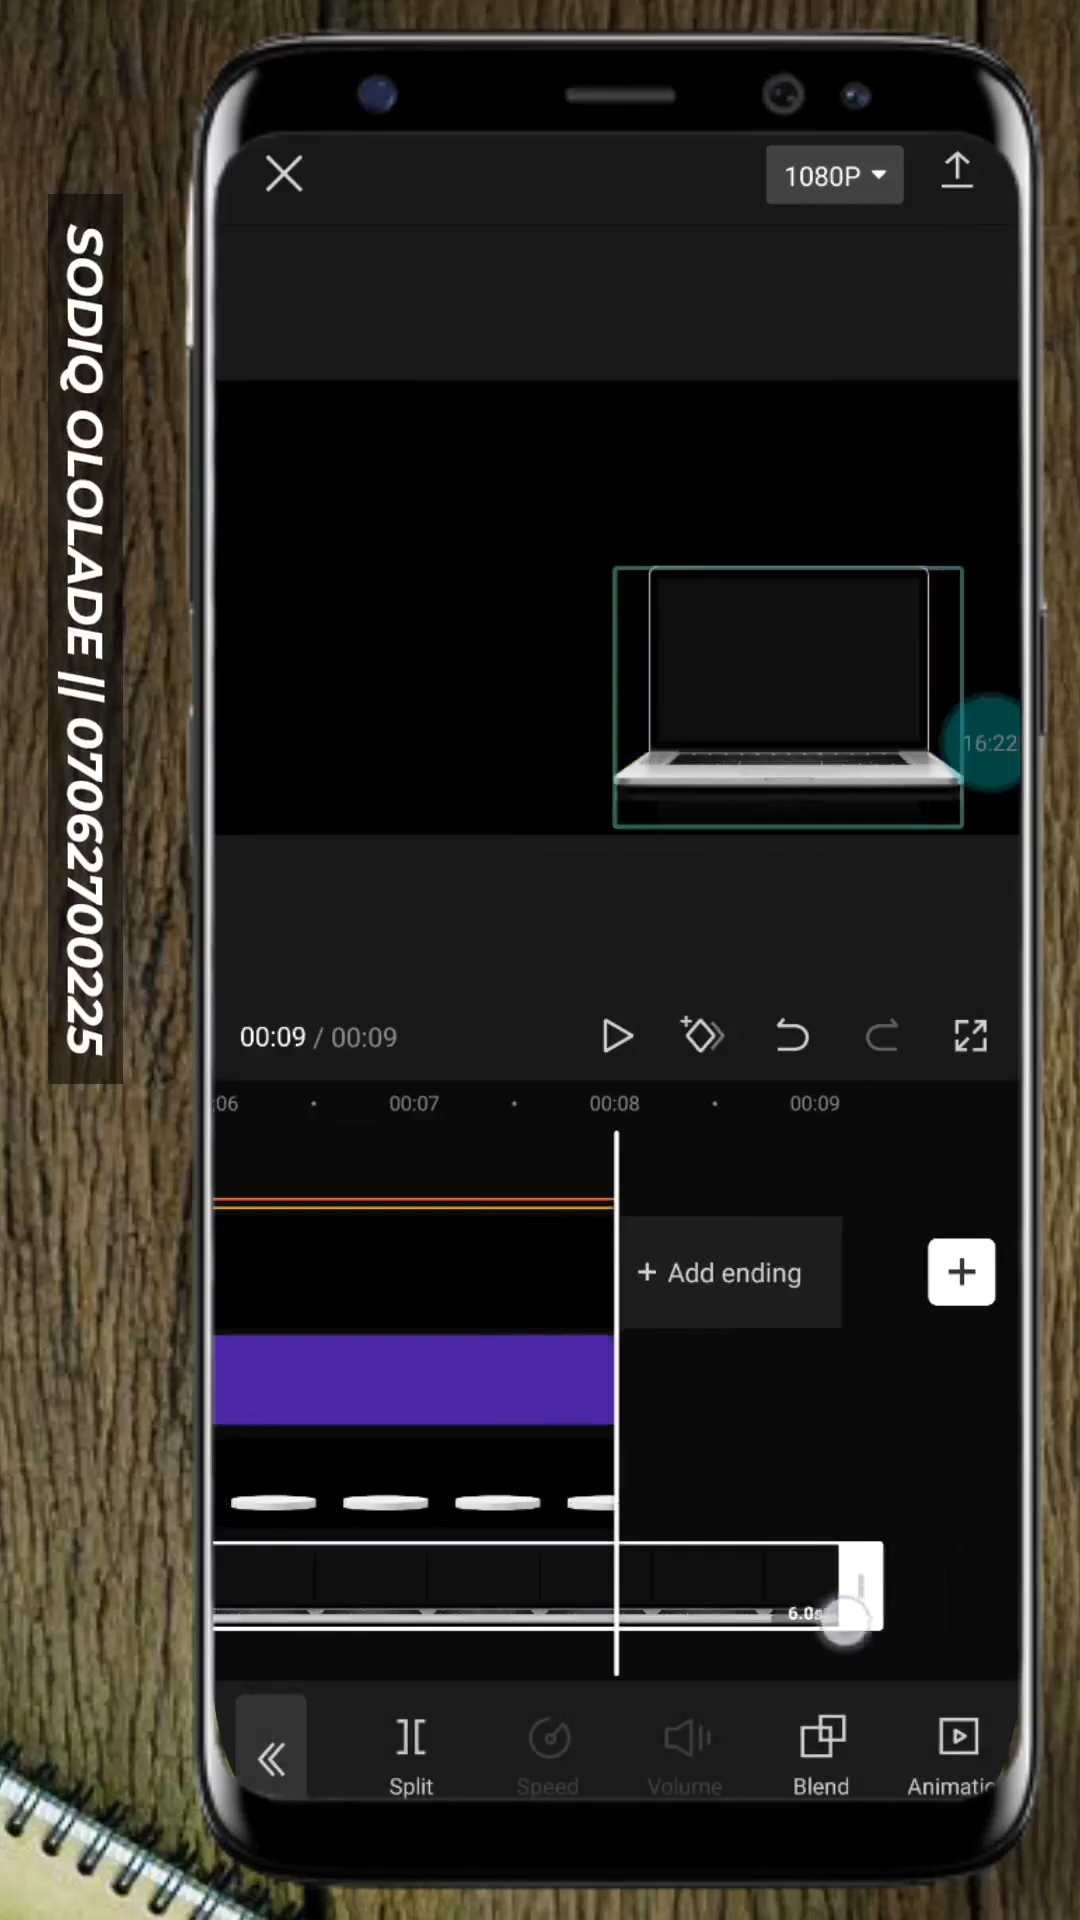 SODIQ OLOLADE || 07062700225
1080P
16:22
00:09 / 00:09
:06 00:07 00:08 00:09
+ Add ending
6.0s
Split
Speed
Volume
Blend
Animatic